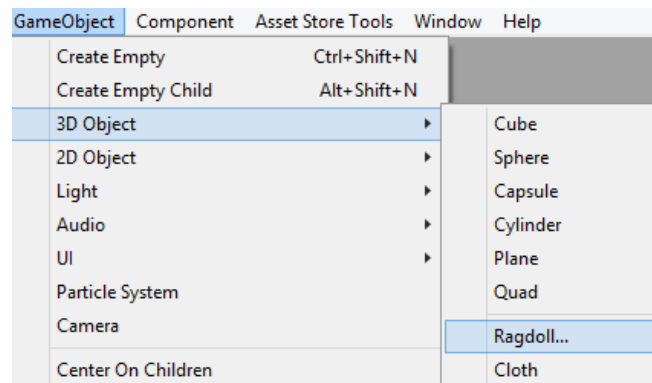 GameObject Component Asset Store Tools Window Help
Create Empty Ctrl+Shift+N
Create Empty Child Alt+Shift+N
3D Object
2D Object
Light
Audio
UI
Particle System
Camera
Center On Children
Cube
Sphere
Capsule
Cylinder
Plane
Quad
Ragdoll...
Cloth